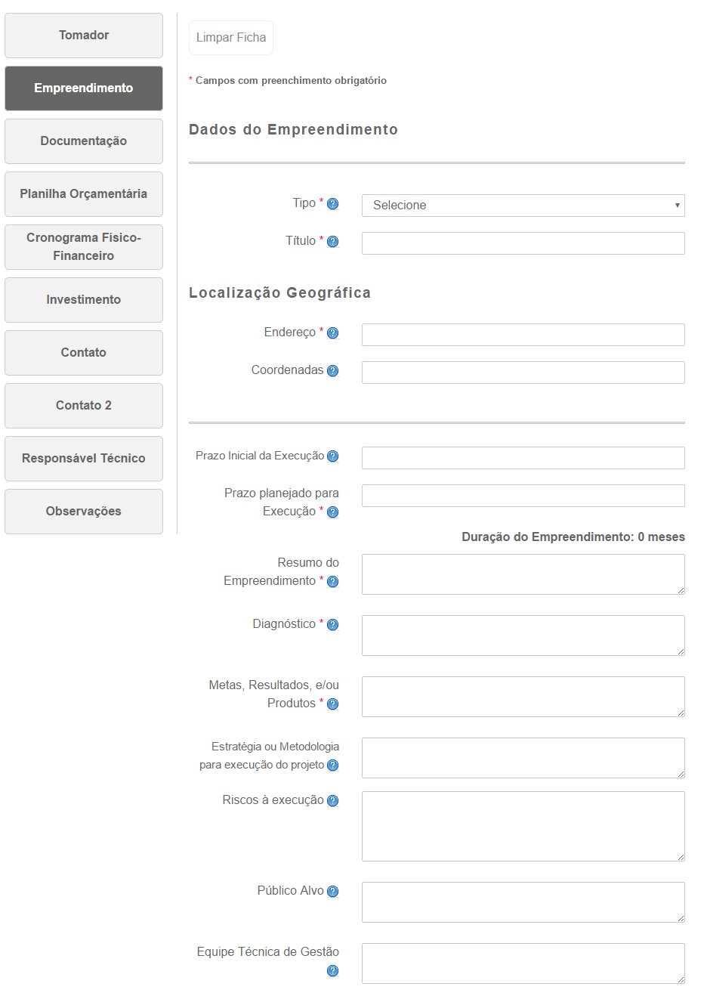 Tomador
Empreendimento
Documentação
Planilha Orçamentária
Cronograma Físico-
Financeiro
Investimento
Contato
Contato 2
Responsável Técnico
Observações
Limpar Ficha
* Campos com preenchimento obrigatório
Dados do Empreendimento
Tipo * ?
Selecione
Título * ?
Localização Geográfica
Endereço * ?
Coordenadas ?
Prazo Inicial da Execução ?
Prazo planejado para
Execução * ?
Duração do Empreendimento: 0 meses
Resumo do
Empreendimento * ?
Diagnóstico * ?
Metas, Resultados, e/ou
Produtos * ?
Estratégia ou Metodologia
para execução do projeto ?
Riscos à execução ?
Público Alvo ?
Equipe Técnica de Gestão
?